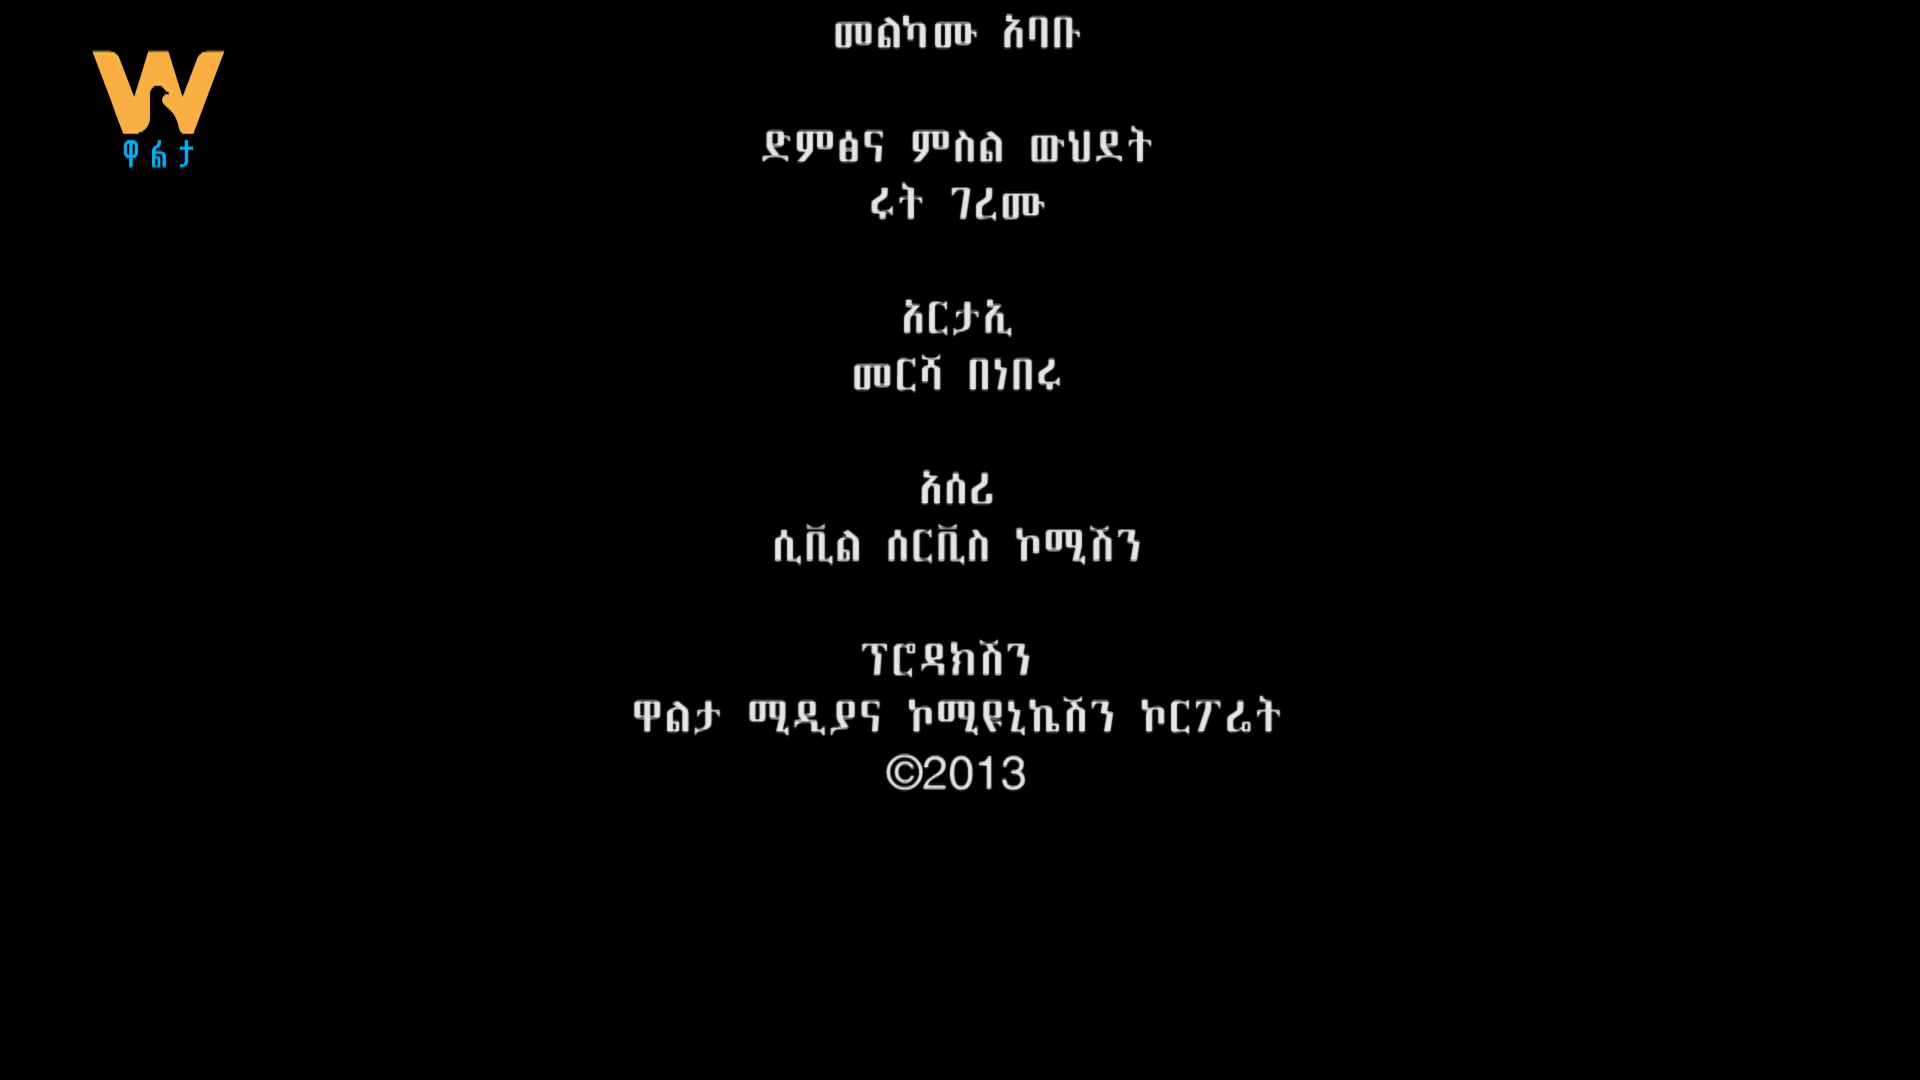 መልካሙ አባቡ
ዋልታ
ድምፅና ምስል ውህደት
ሩት ገረሙ
አርታኢ
መርሻ በነበሩ
አሰሪ
ሲቪል ሰርቪስ ኮሚሽን
ፕሮዳክሽን
ዋልታ ሚዲያና ኮሚዩኒኬሽን ኮርፖሬት
©2013